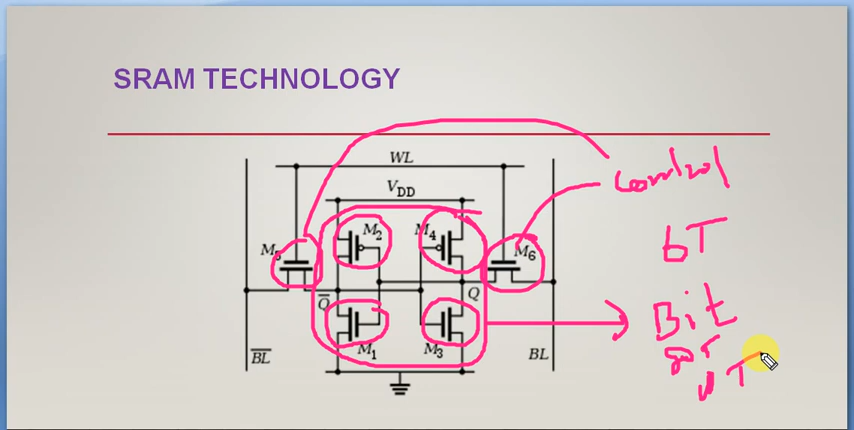 SRAM TECHNOLOGY
WL
VDD
M2
M4
M5
M6
Q
Q
M1
M3
BL
BL
control
6T
Bit
T